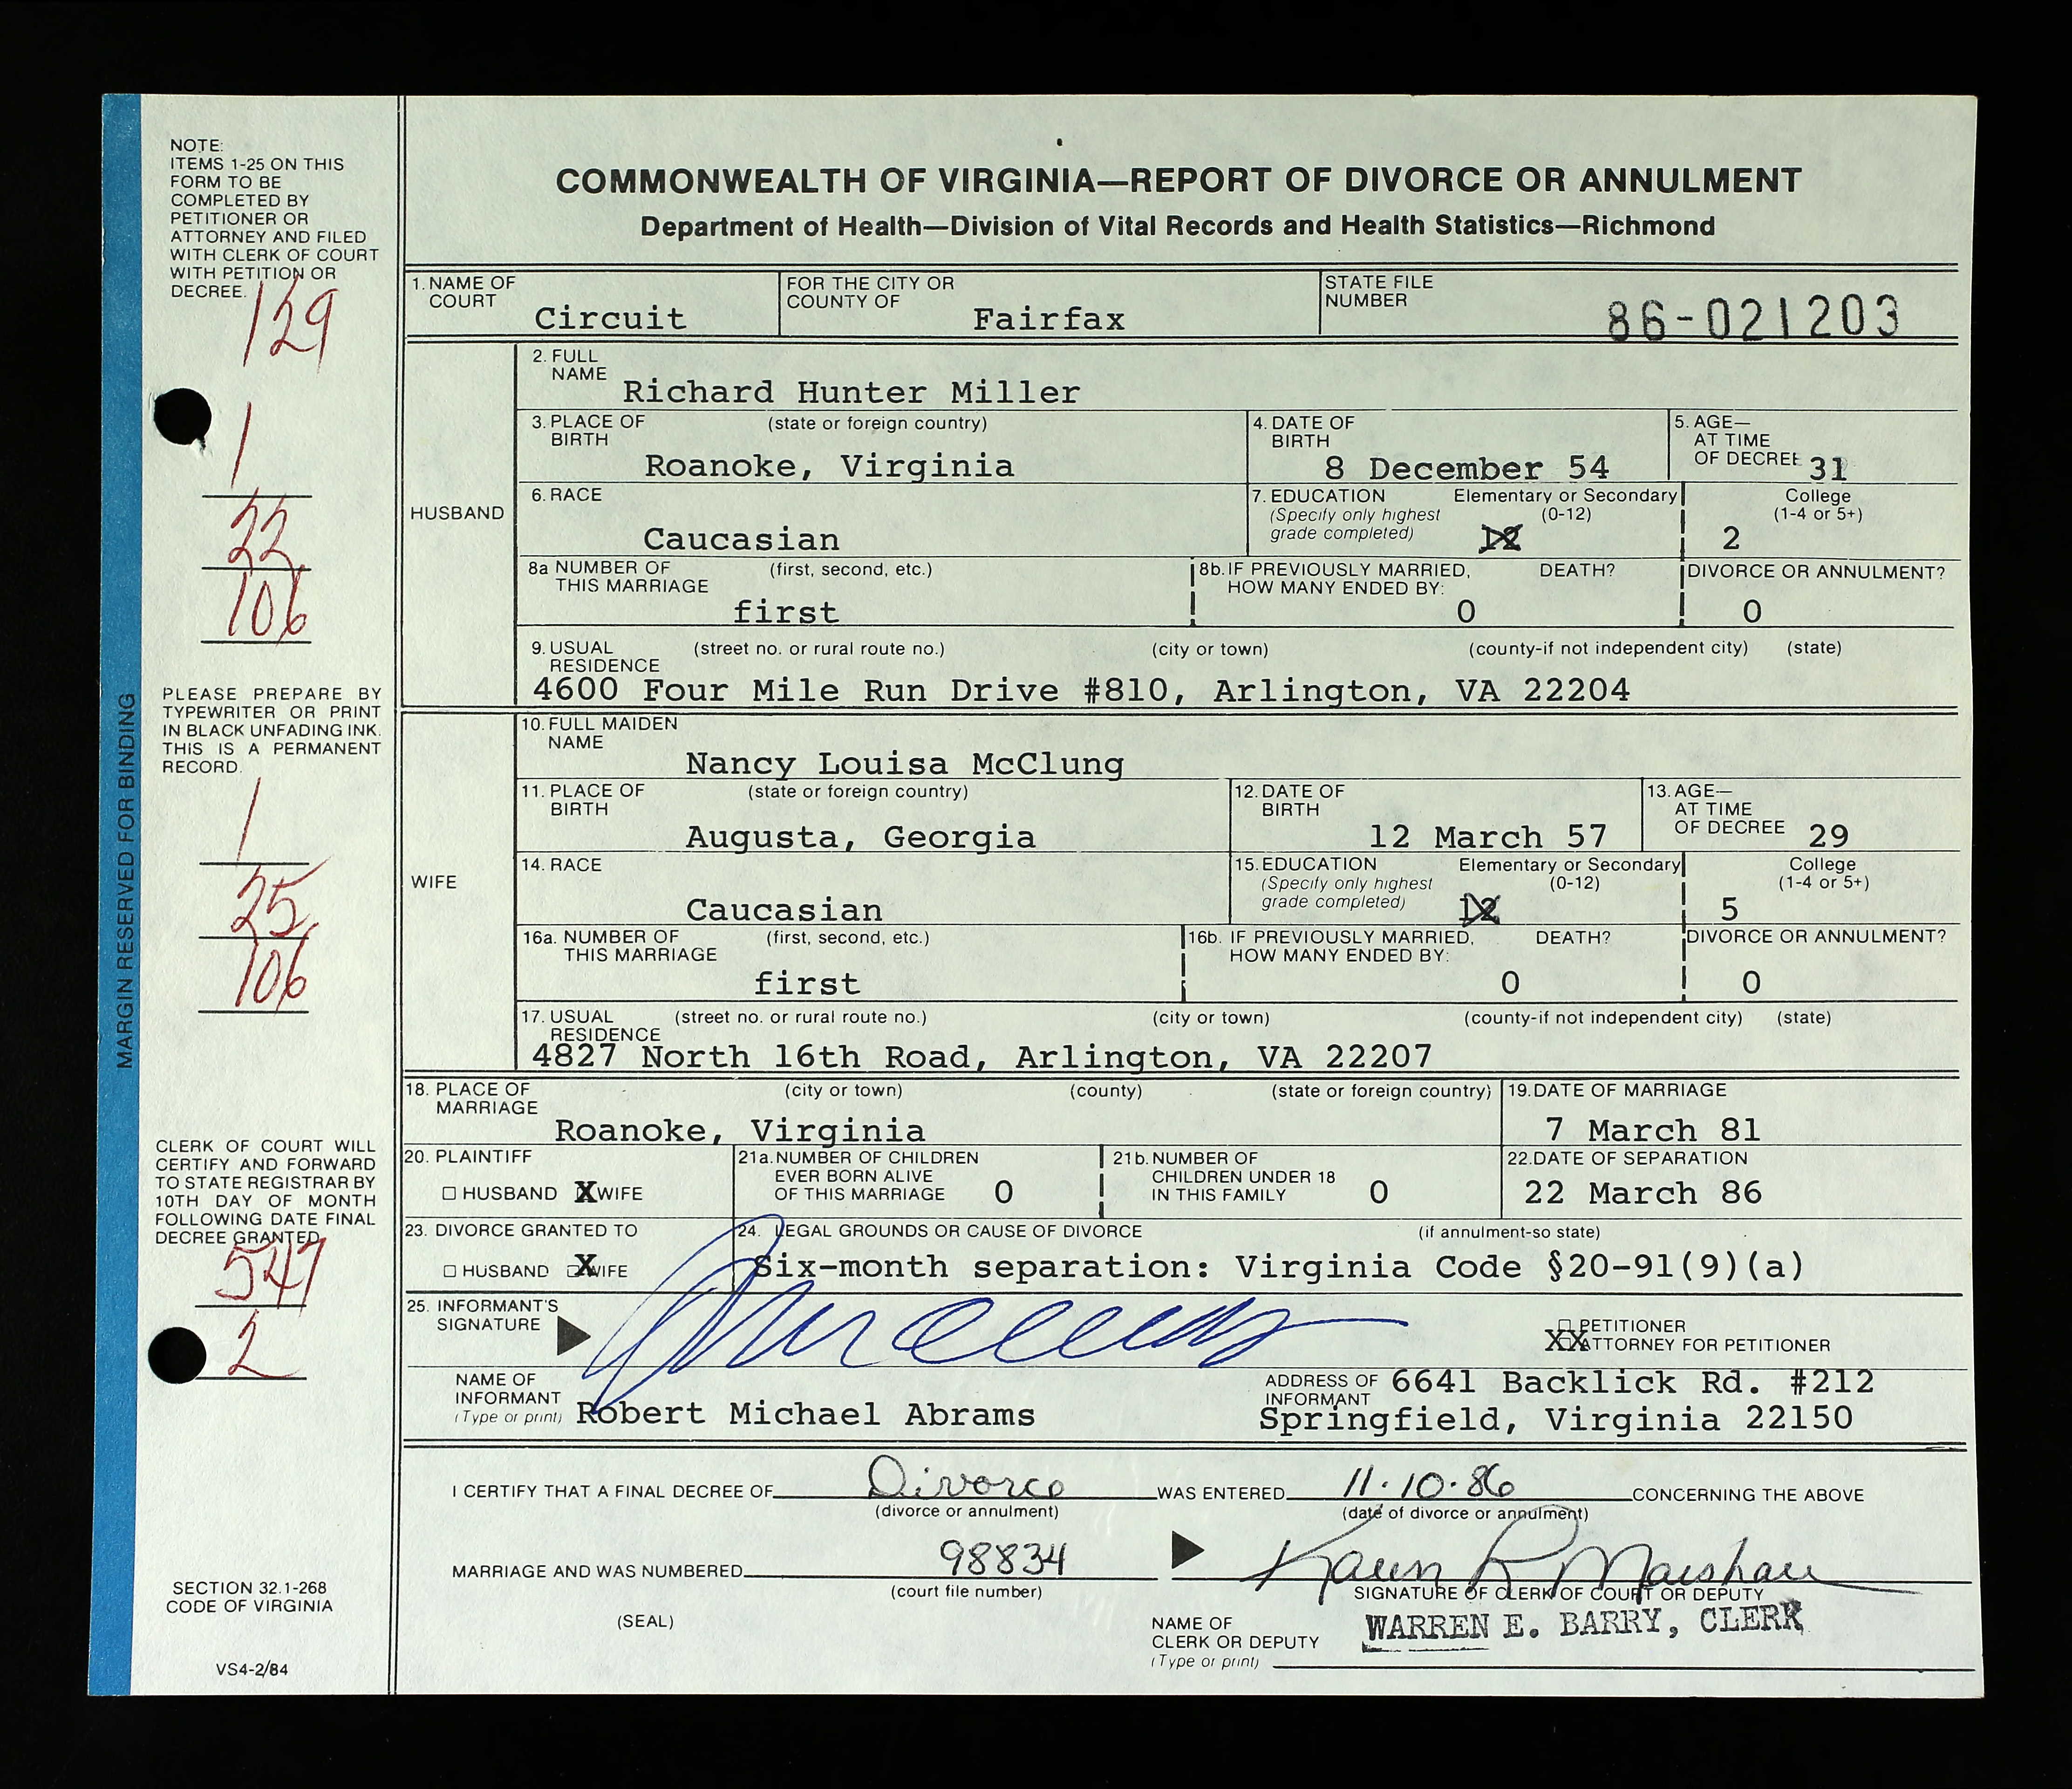 NOTE:
ITEMS 1-25 ON THIS
FORM TO BE
COMPLETED BY
PETITIONER OR
ATTORNEY AND FILED
WITH CLERK OF COURT
WITH PETITION OR
DECREE.
129
1
22
106
PLEASE PREPARE BY
TYPEWRITER OR PRINT
IN BLACK UNFADING INK.
THIS IS A PERMANENT
RECORD.
1
25
106
CLERK OF COURT WILL
CERTIFY AND FORWARD
TO STATE REGISTRAR BY
10TH DAY OF MONTH
FOLLOWING DATE FINAL
DECREE GRANTED
547
2
SECTION 32.1-268
CODE OF VIRGINIA
VS4-2/84
MARGIN RESERVED FOR BINDING
COMMONWEALTH OF VIRGINIA—REPORT OF DIVORCE OR ANNULMENT
Department of Health—Division of Vital Records and Health Statistics—Richmond
1. NAME OF COURT Circuit
FOR THE CITY OR COUNTY OF Fairfax
STATE FILE NUMBER 86-021203
HUSBAND
2. FULL NAME Richard Hunter Miller
3. PLACE OF BIRTH (state or foreign country) Roanoke, Virginia
4. DATE OF BIRTH 8 December 54
5. AGE— AT TIME OF DECREE 31
6. RACE Caucasian
7. EDUCATION (Specify only highest grade completed) Elementary or Secondary (0-12) 12 College (1-4 or 5+) 2
8a NUMBER OF THIS MARRIAGE (first, second, etc.) first
8b. IF PREVIOUSLY MARRIED, HOW MANY ENDED BY: DEATH? 0 DIVORCE OR ANNULMENT? 0
9. USUAL RESIDENCE (street no. or rural route no.) (city or town) (county-if not independent city) (state)
4600 Four Mile Run Drive #810, Arlington, VA 22204
WIFE
10. FULL MAIDEN NAME Nancy Louisa McClung
11. PLACE OF BIRTH (state or foreign country) Augusta, Georgia
12. DATE OF BIRTH 12 March 57
13. AGE— AT TIME OF DECREE 29
14. RACE Caucasian
15. EDUCATION (Specify only highest grade completed) Elementary or Secondary (0-12) 12 College (1-4 or 5+) 5
16a. NUMBER OF THIS MARRIAGE (first, second, etc.) first
16b. IF PREVIOUSLY MARRIED, HOW MANY ENDED BY: DEATH? 0 DIVORCE OR ANNULMENT? 0
17. USUAL RESIDENCE (street no. or rural route no.) (city or town) (county-if not independent city) (state)
4827 North 16th Road, Arlington, VA 22207
18. PLACE OF MARRIAGE (city or town) (county) (state or foreign country) Roanoke, Virginia
19. DATE OF MARRIAGE 7 March 81
20. PLAINTIFF □ HUSBAND X WIFE
21a. NUMBER OF CHILDREN EVER BORN ALIVE OF THIS MARRIAGE 0
21b. NUMBER OF CHILDREN UNDER 18 IN THIS FAMILY 0
22. DATE OF SEPARATION 22 March 86
23. DIVORCE GRANTED TO □ HUSBAND X WIFE
24. LEGAL GROUNDS OR CAUSE OF DIVORCE (if annulment-so state)
Six-month separation: Virginia Code §20-91(9)(a)
25. INFORMANT'S SIGNATURE
□ PETITIONER
XX ATTORNEY FOR PETITIONER
NAME OF INFORMANT (Type or print) Robert Michael Abrams
ADDRESS OF INFORMANT 6641 Backlick Rd. #212
Springfield, Virginia 22150
I CERTIFY THAT A FINAL DECREE OF Divorce WAS ENTERED 11·10·86 CONCERNING THE ABOVE
(divorce or annulment) (date of divorce or annulment)
MARRIAGE AND WAS NUMBERED 98834
(court file number)
Karen R Marshall
SIGNATURE OF CLERK OF COURT OR DEPUTY
(SEAL)
NAME OF CLERK OR DEPUTY (Type or print) WARREN E. BARRY, CLERK